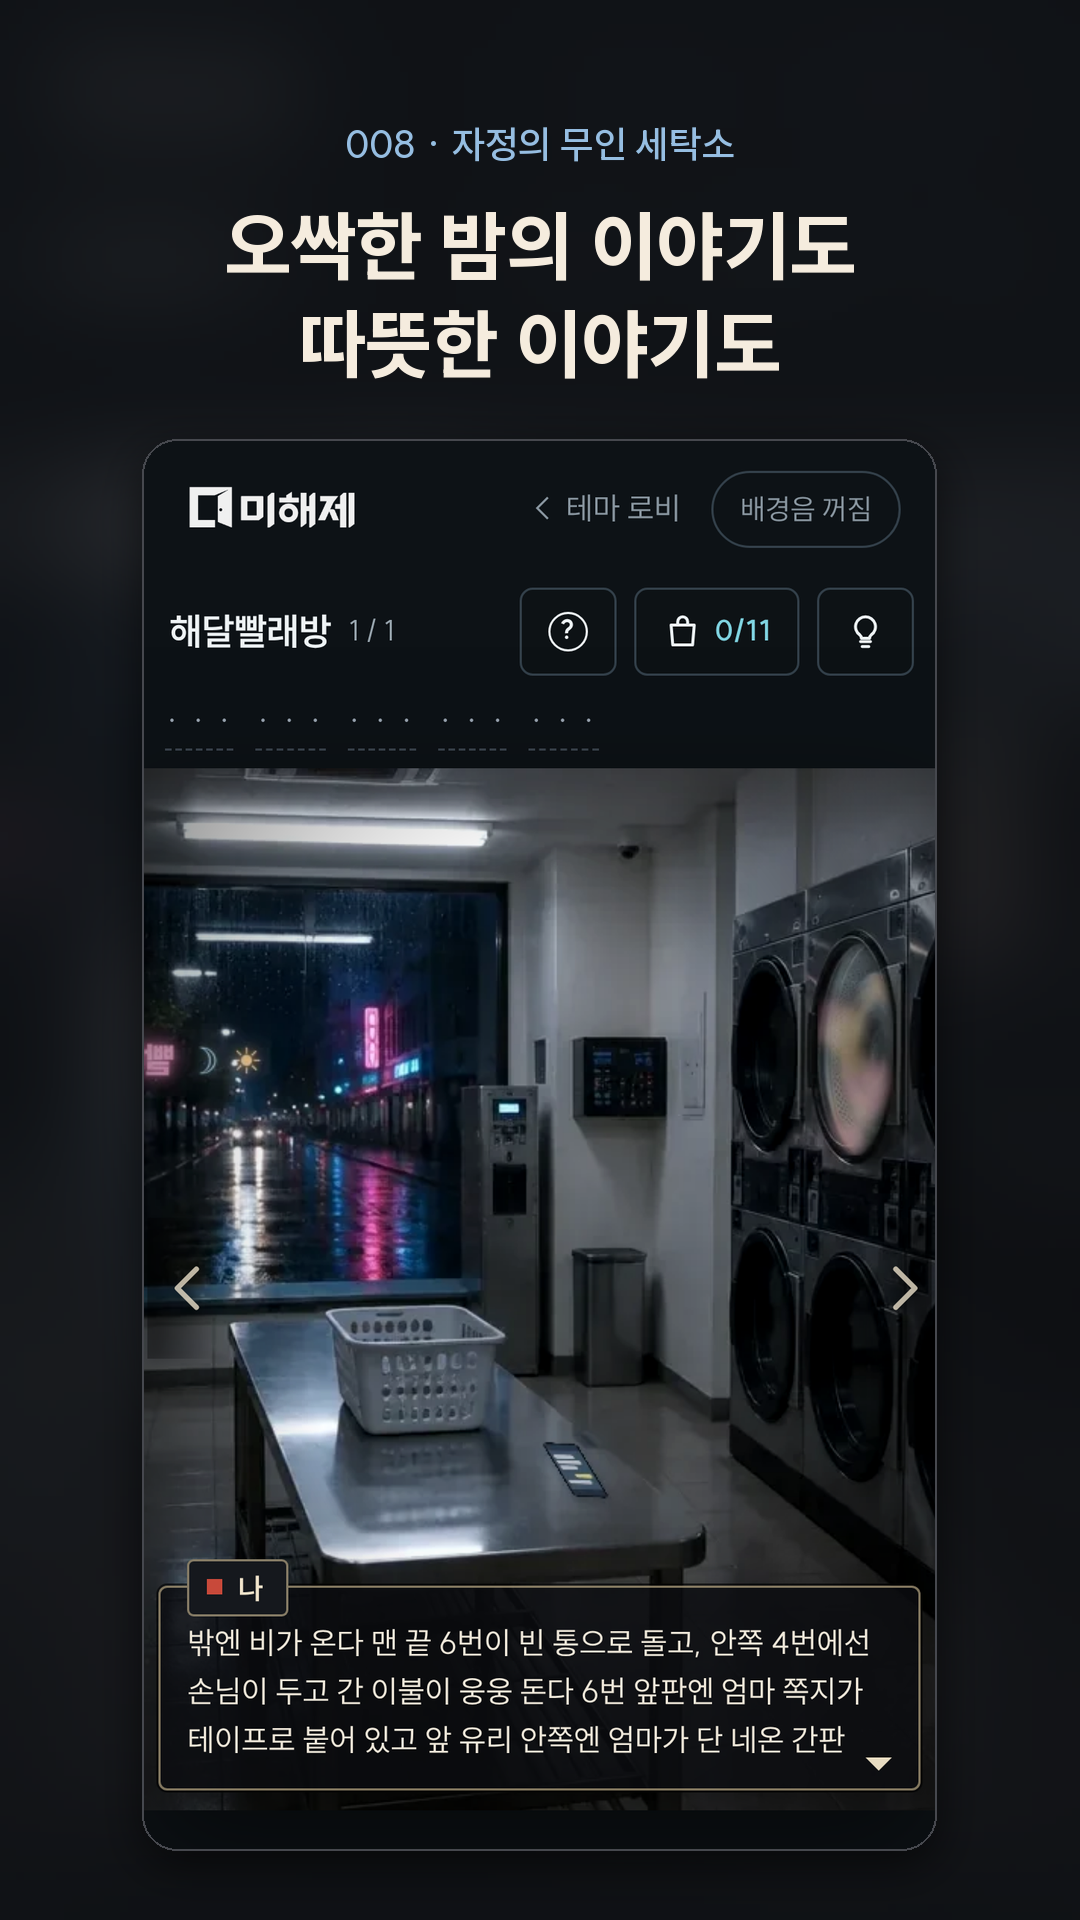 008 · 자정의 무인 세탁소
오싹한 밤의 이야기도
따뜻한 이야기도
미해제
테마 로비
배경음 꺼짐
해달빨래방 1 / 1
?
0/11
빨
나
밖엔 비가 온다 맨 끝 6번이 빈 통으로 돌고, 안쪽 4번에선
손님이 두고 간 이불이 웅웅 돈다 6번 앞판엔 엄마 쪽지가
테이프로 붙어 있고 앞 유리 안쪽엔 엄마가 단 네온 간판